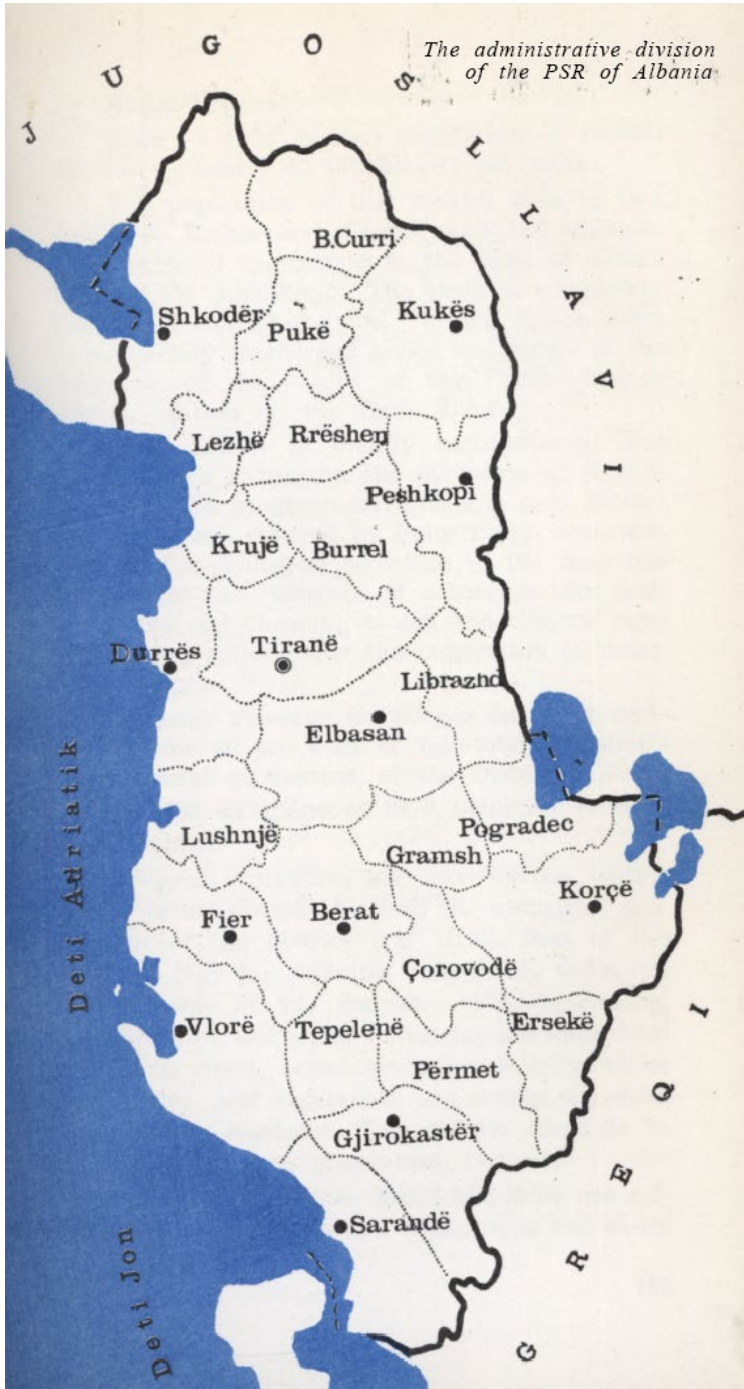 The administrative division
of the PSR of Albania
JUGOSLLAVI
B.Curri
Shkodër
Pukë
Kukës
Lezhë
Rrëshen
Peshkopi
Krujë
Burrel
Durrës
Tiranë
Librazhd
Elbasan
Deti Adriatik
Lushnjë
Pogradec
Gramsh
Korçë
Fier
Berat
Çorovodë
Vlorë
Tepelenë
Ersekë
Përmet
Gjirokastër
Sarandë
Deti Jon
GREQI